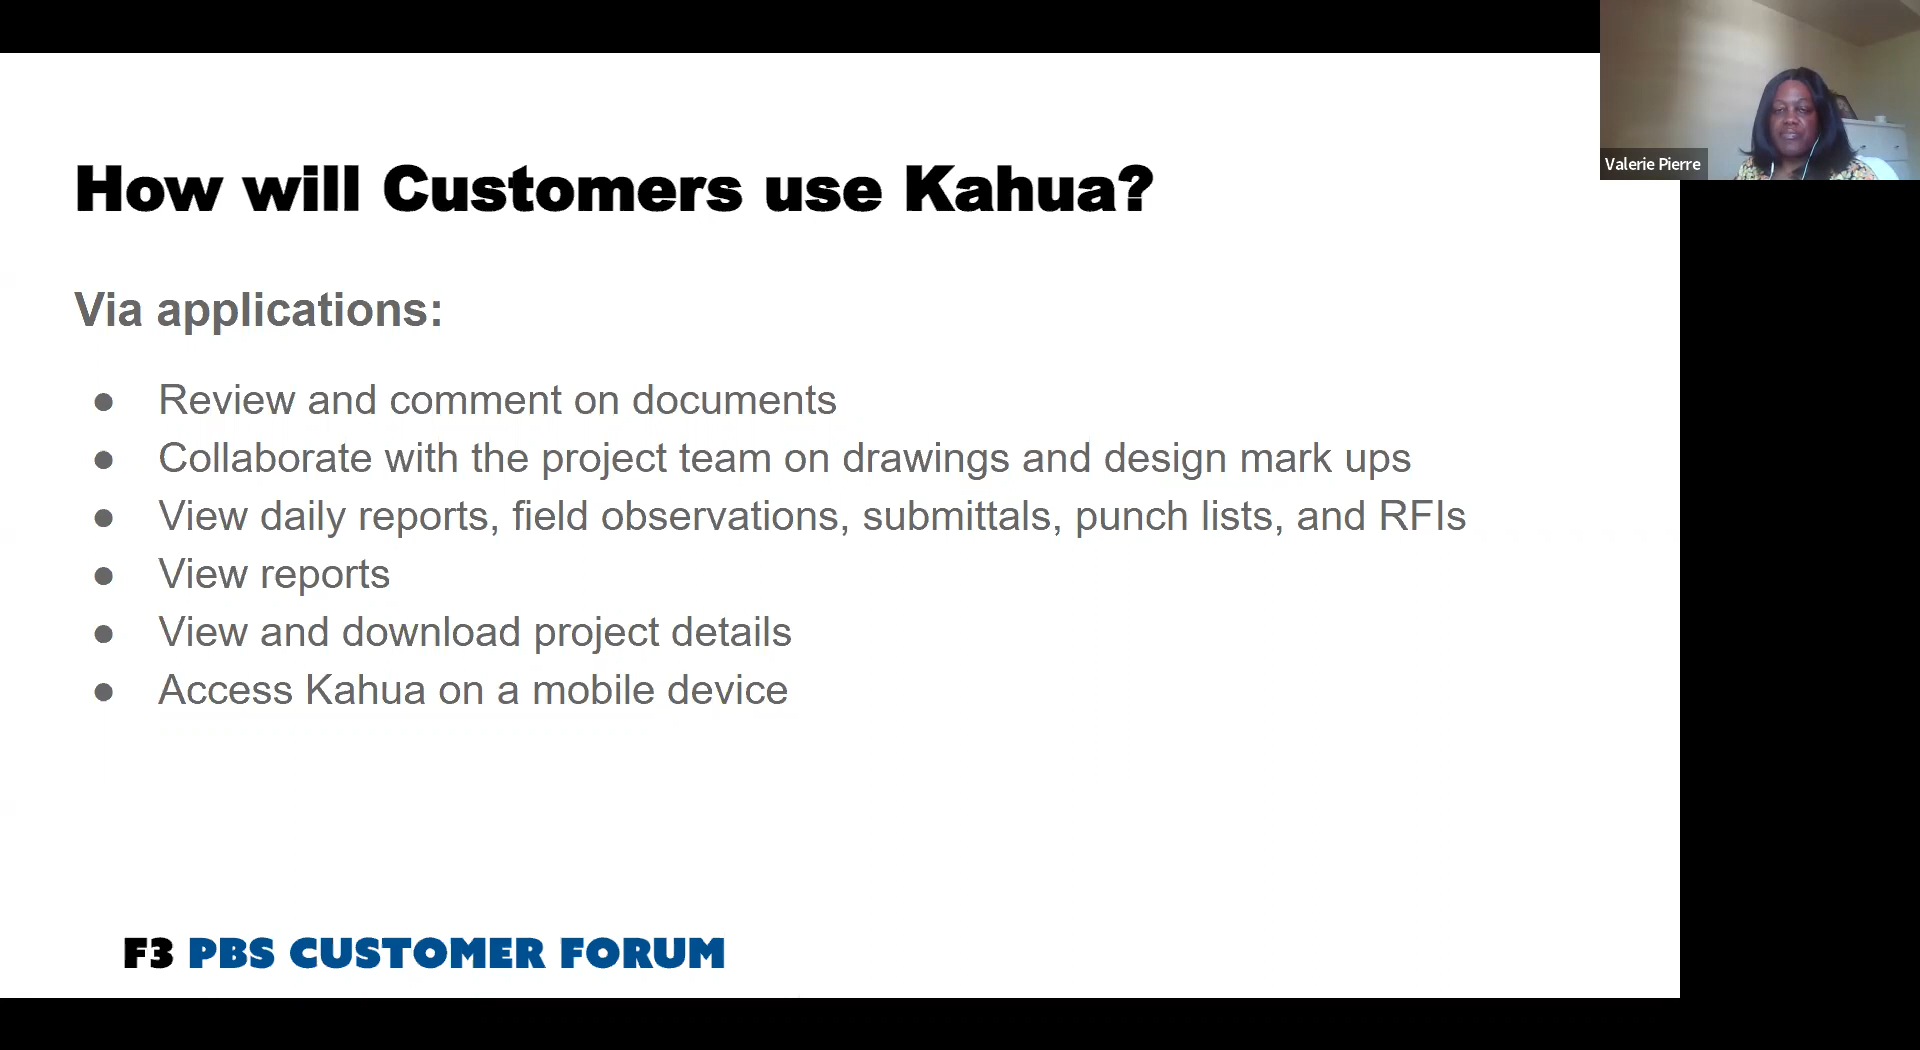 How will Customers use Kahua?
Via applications:
● Review and comment on documents
● Collaborate with the project team on drawings and design mark ups
● View daily reports, field observations, submittals, punch lists, and RFIs
● View reports
● View and download project details
● Access Kahua on a mobile device
F3 PBS CUSTOMER FORUM
Valerie Pierre